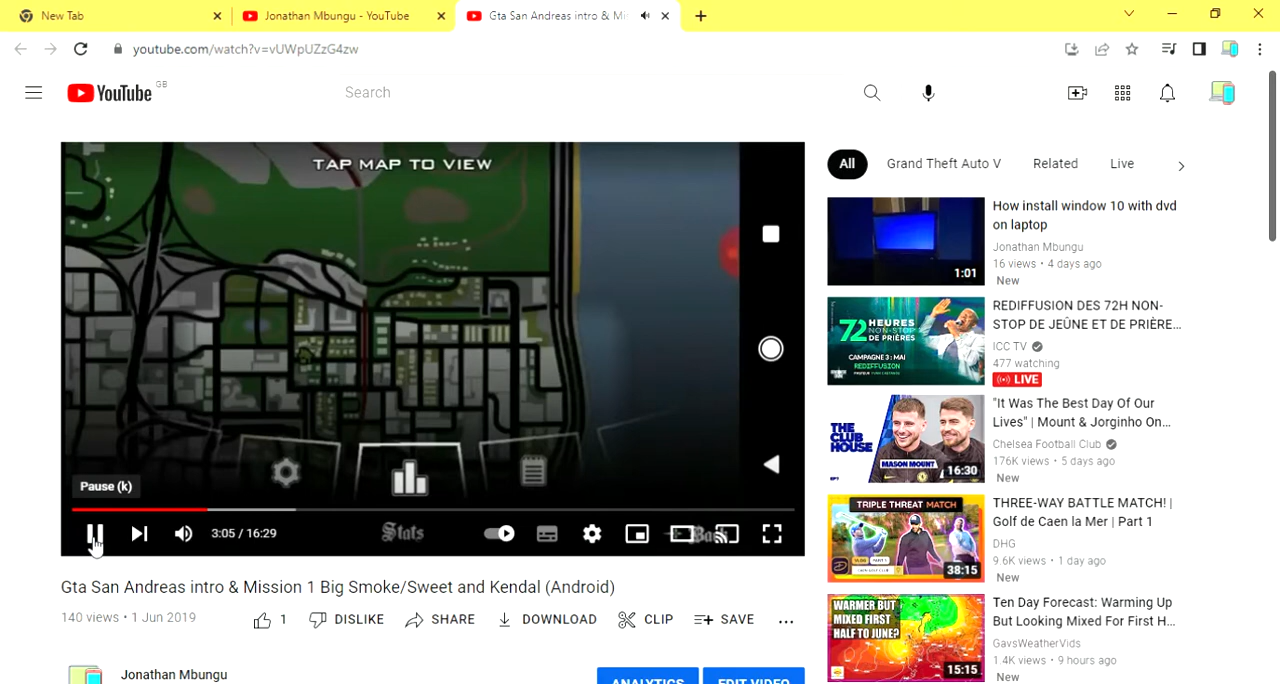 New Tab
Jonathan Mbungu - YouTube
Gta San Andreas intro & Mi
youtube.com/watch?v=vUWpUZzG4zw
YouTube GB
Search
TAP MAP TO VIEW
Pause (k)
3:05 / 16:29
Stats
Back
Gta San Andreas intro & Mission 1 Big Smoke/Sweet and Kendal (Android)
140 views • 1 Jun 2019
1
DISLIKE
SHARE
DOWNLOAD
CLIP
SAVE
Jonathan Mbungu
ANALYTICS
EDIT VIDEO
All
Grand Theft Auto V
Related
Live
1:01
How install window 10 with dvd
on laptop
Jonathan Mbungu
16 views • 4 days ago
New
72 HEURES
NON-STOP
DE PRIÈRES
CAMPAGNE 3 : MAI
REDIFFUSION
REDIFFUSION DES 72H NON-
STOP DE JEÛNE ET DE PRIÈRE...
ICC TV
477 watching
LIVE
THE
CLUB
HOUSE
MASON MOUNT
16:30
"It Was The Best Day Of Our
Lives" | Mount & Jorginho On...
Chelsea Football Club
176K views • 5 days ago
New
TRIPLE THREAT MATCH
38:15
THREE-WAY BATTLE MATCH! |
Golf de Caen la Mer | Part 1
DHG
9.6K views • 1 day ago
New
WARMER BUT
MIXED FIRST
HALF TO JUNE?
15:15
Ten Day Forecast: Warming Up
But Looking Mixed For First H...
GavsWeatherVids
1.4K views • 9 hours ago
New